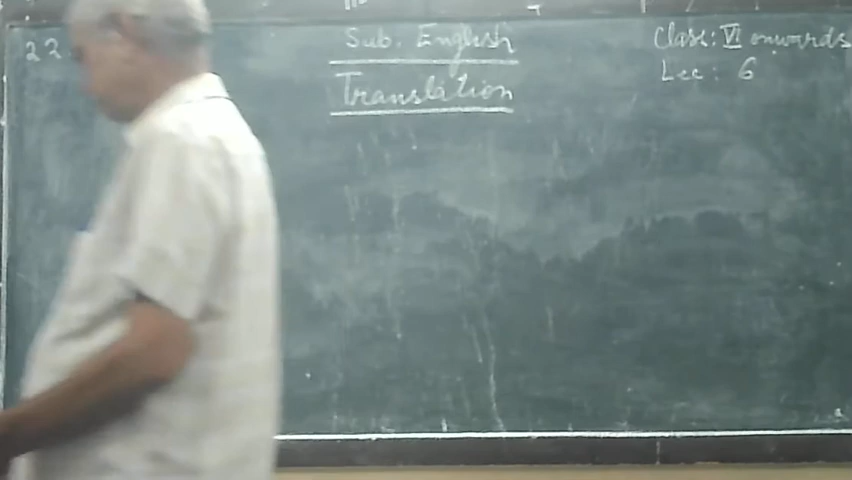 22
Sub. English
Translation
Class: VI onwards
Lec: 6